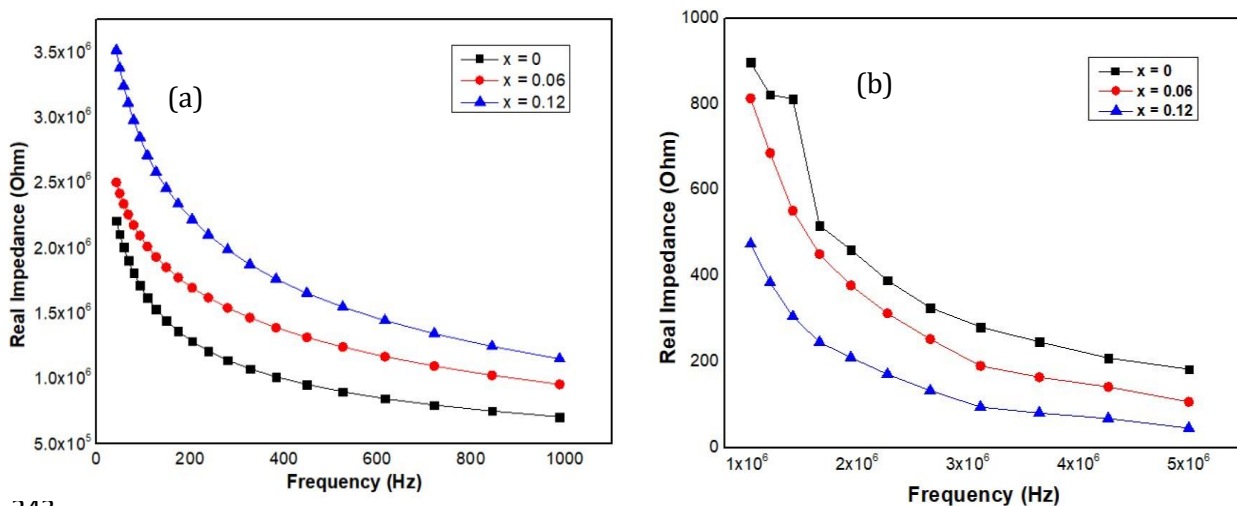 (a)
x = 0
x = 0.06
x = 0.12
3.5x10⁶
3.0x10⁶
2.5x10⁶
2.0x10⁶
1.5x10⁶
1.0x10⁶
5.0x10⁵
Real Impedance (Ohm)
0 200 400 600 800 1000
Frequency (Hz)
(b)
x = 0
x = 0.06
x = 0.12
1000
800
600
400
200
0
Real Impedance (Ohm)
1x10⁶ 2x10⁶ 3x10⁶ 4x10⁶ 5x10⁶
Frequency (Hz)